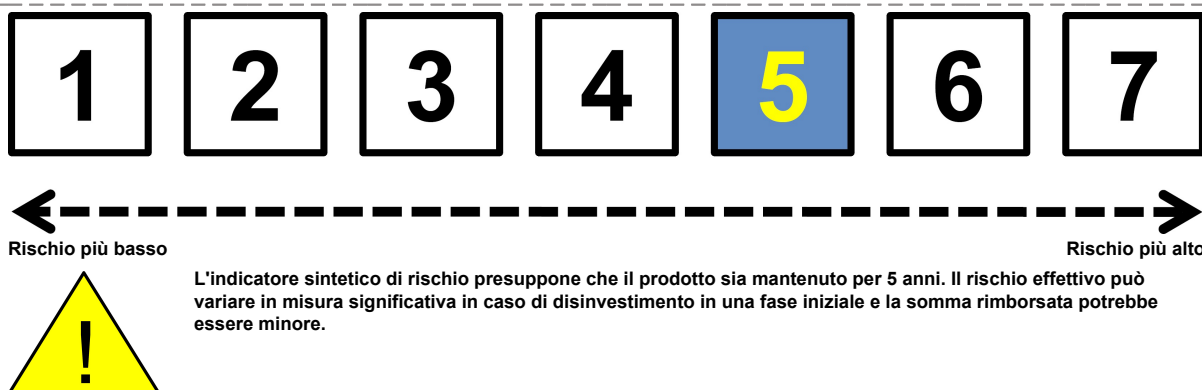 1 2 3 4 5 6 7
Rischio più basso Rischio più alto
L'indicatore sintetico di rischio presuppone che il prodotto sia mantenuto per 5 anni. Il rischio effettivo può
variare in misura significativa in caso di disinvestimento in una fase iniziale e la somma rimborsata potrebbe
essere minore.
!